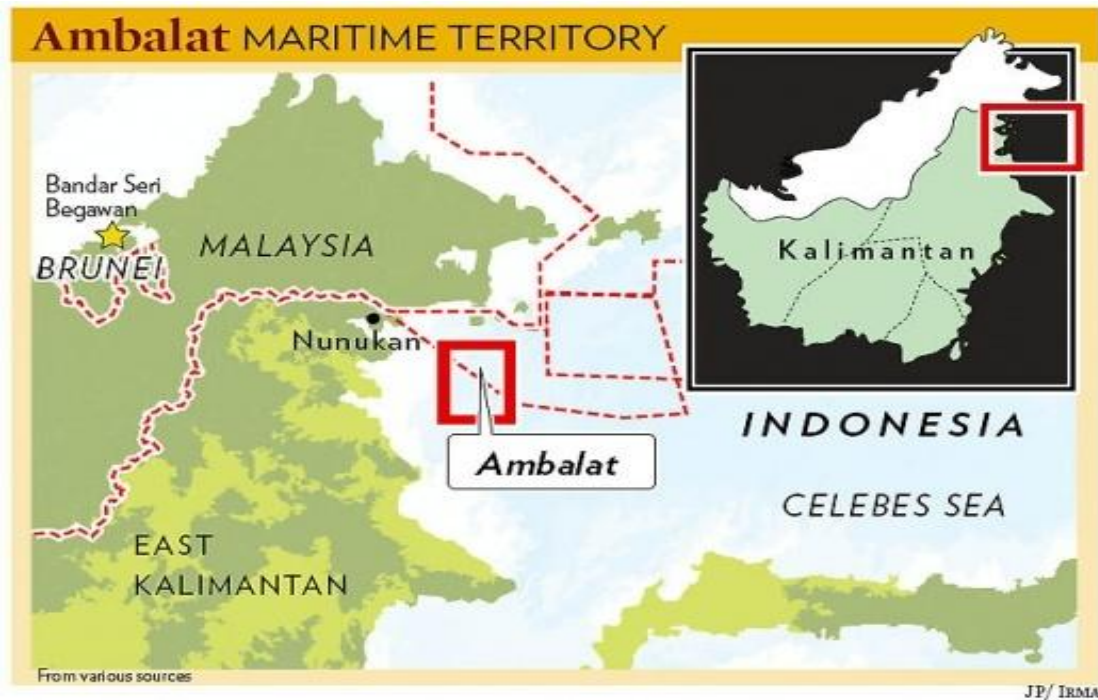 Ambalat MARITIME TERRITORY
Bandar Seri
Begawan
BRUNEI
MALAYSIA
Nunukan
Kalimantan
Ambalat
INDONESIA
CELEBES SEA
EAST
KALIMANTAN
From various sources
JP/ IRMA